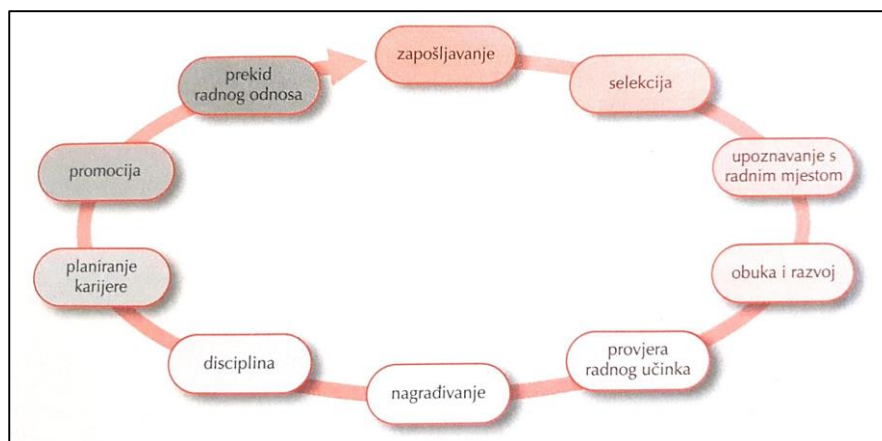 zapošljavanje
selekcija
upoznavanje s
radnim mjestom
obuka i razvoj
provjera
radnog učinka
nagrađivanje
disciplina
planiranje
karijere
promocija
prekid
radnog odnosa